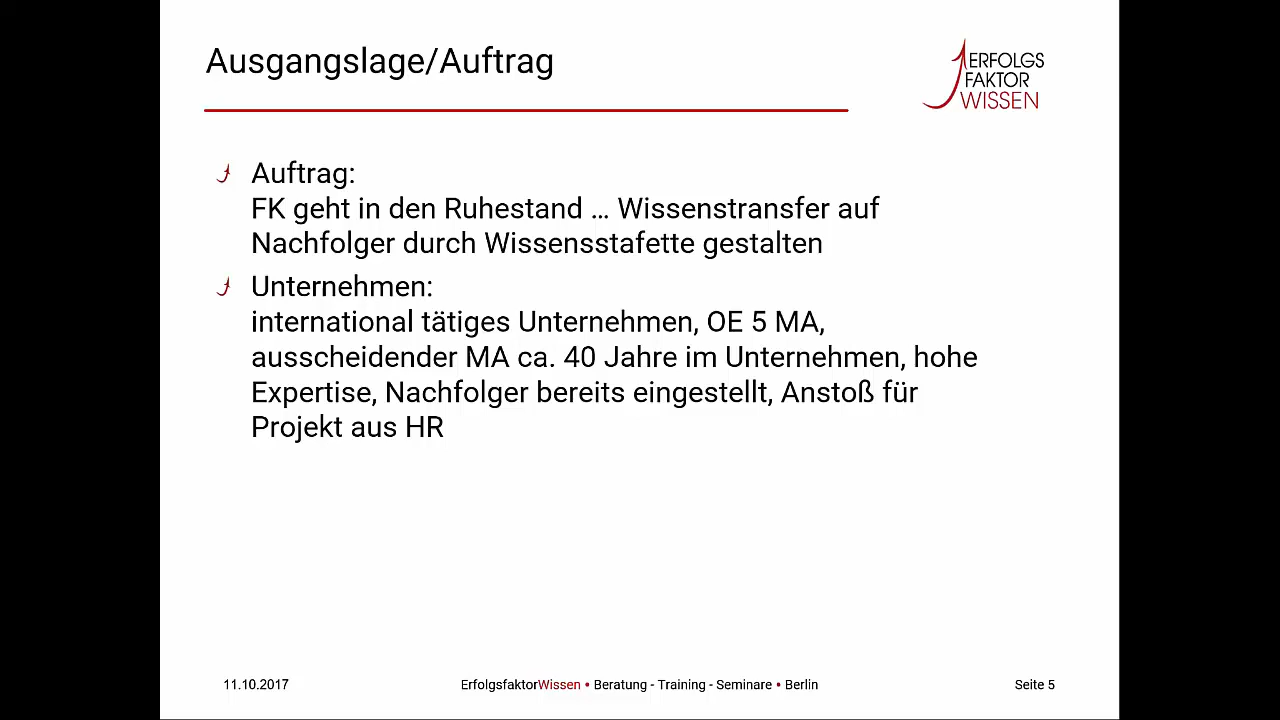 Ausgangslage/Auftrag
ERFOLGS
FAKTOR
WISSEN
Auftrag:
FK geht in den Ruhestand ... Wissenstransfer auf
Nachfolger durch Wissensstafette gestalten
Unternehmen:
international tätiges Unternehmen, OE 5 MA,
ausscheidender MA ca. 40 Jahre im Unternehmen, hohe
Expertise, Nachfolger bereits eingestellt, Anstoß für
Projekt aus HR
11.10.2017
ErfolgsfaktorWissen • Beratung - Training - Seminare • Berlin
Seite 5